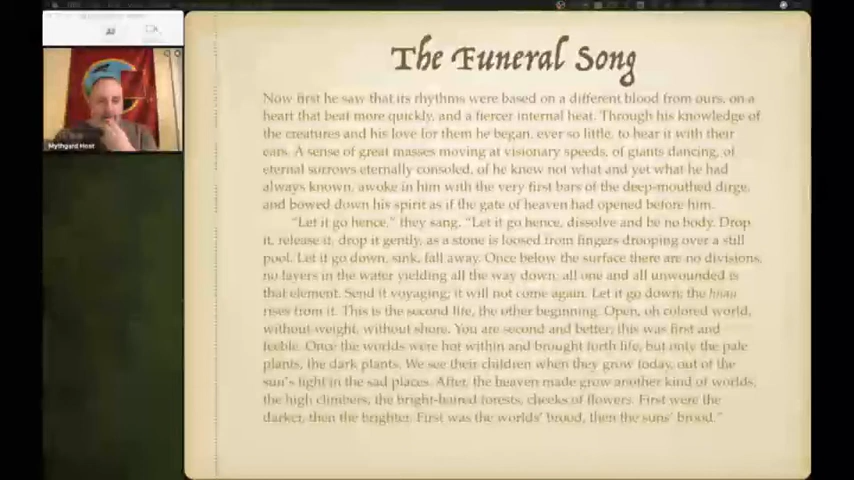 The Funeral Song
Now first he saw that its rhythms were based on a different blood from ours, on a
heart that beat more quickly, and a fiercer internal heat. Through his knowledge of
the creatures and his love for them he began, ever so little, to hear it with their
ears. A sense of great masses moving at visionary speeds, of giants dancing, of
eternal sorrows eternally consoled, of he knew not what and yet what he had
always known, awoke in him with the very first bars of the deep-mouthed dirge,
and bowed down his spirit as if the gate of heaven had opened before him.
“Let it go hence,” they sang. “Let it go hence, dissolve and be no body. Drop
it, release it, drop it gently, as a stone is loosed from fingers drooping over a still
pool. Let it go down, sink, fall away. Once below the surface there are no divisions,
no layers in the water yielding all the way down; all one and all unwounded is
that element. Send it voyaging; it will not come again. Let it go down; the hnau
rises from it. This is the second life, the other beginning. Open, oh colored world,
without weight, without shore. You are second and better; this was first and
feeble. Once the worlds were hot within and brought forth life, but only the pale
plants, the dark plants. We see their children when they grow today, out of the
sun's light in the sad places. After, the heaven made grow another kind of worlds,
the high climbers, the bright-haired forests, cheeks of flowers. First were the
darker, then the brighter. First was the worlds' brood, then the suns' brood.”
Mythgard Host